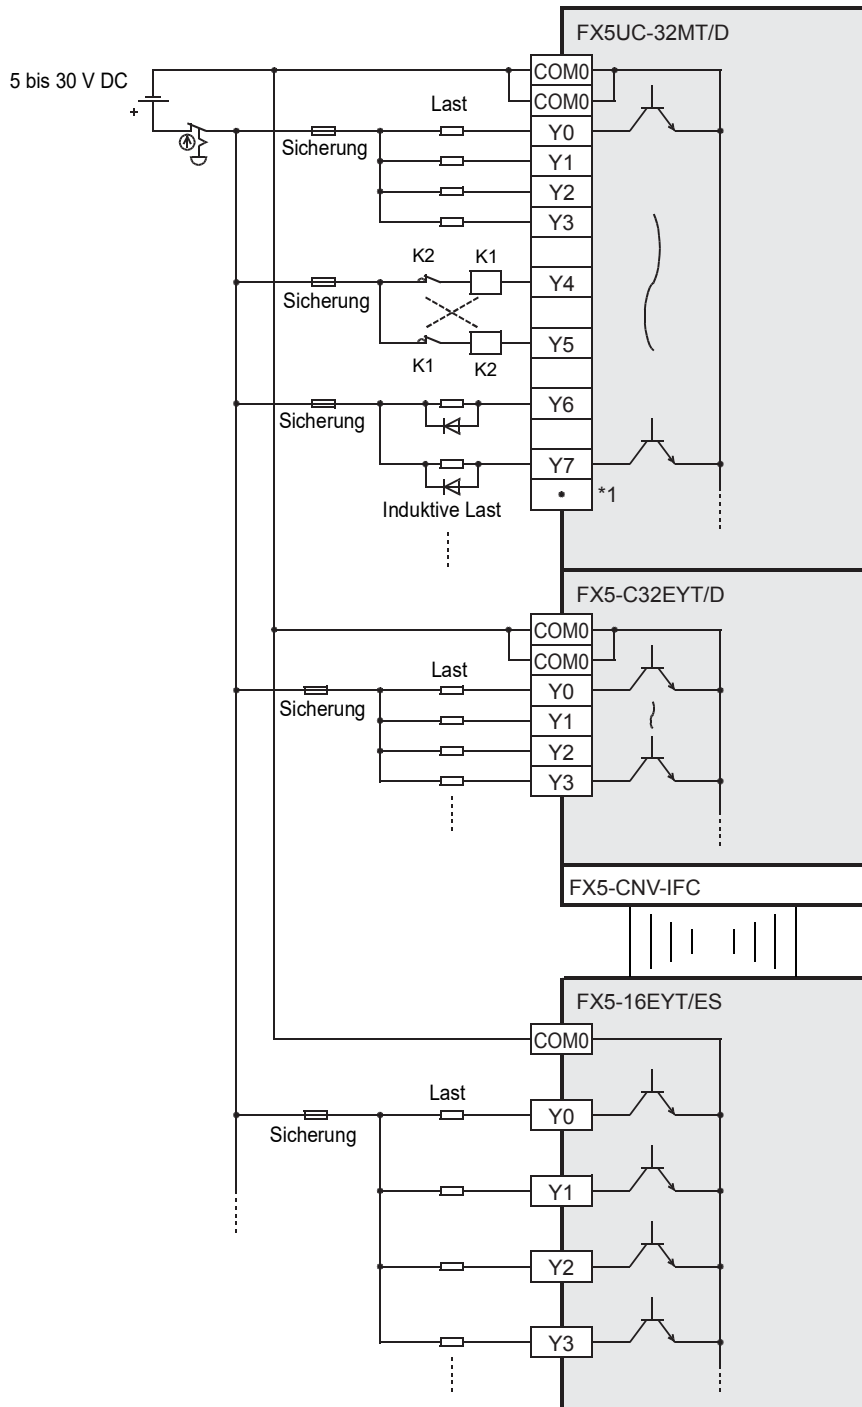 FX5UC-32MT/D
5 bis 30 V DC
+
COM0
COM0
Last
Y0
Sicherung
Y1
Y2
Y3
K2
K1
Y4
Sicherung
Y5
K1
K2
Y6
Sicherung
Y7
• *1
Induktive Last
FX5-C32EYT/D
COM0
COM0
Last
Y0
Sicherung
Y1
Y2
Y3
FX5-CNV-IFC
FX5-16EYT/ES
COM0
Last
Y0
Sicherung
Y1
Y2
Y3